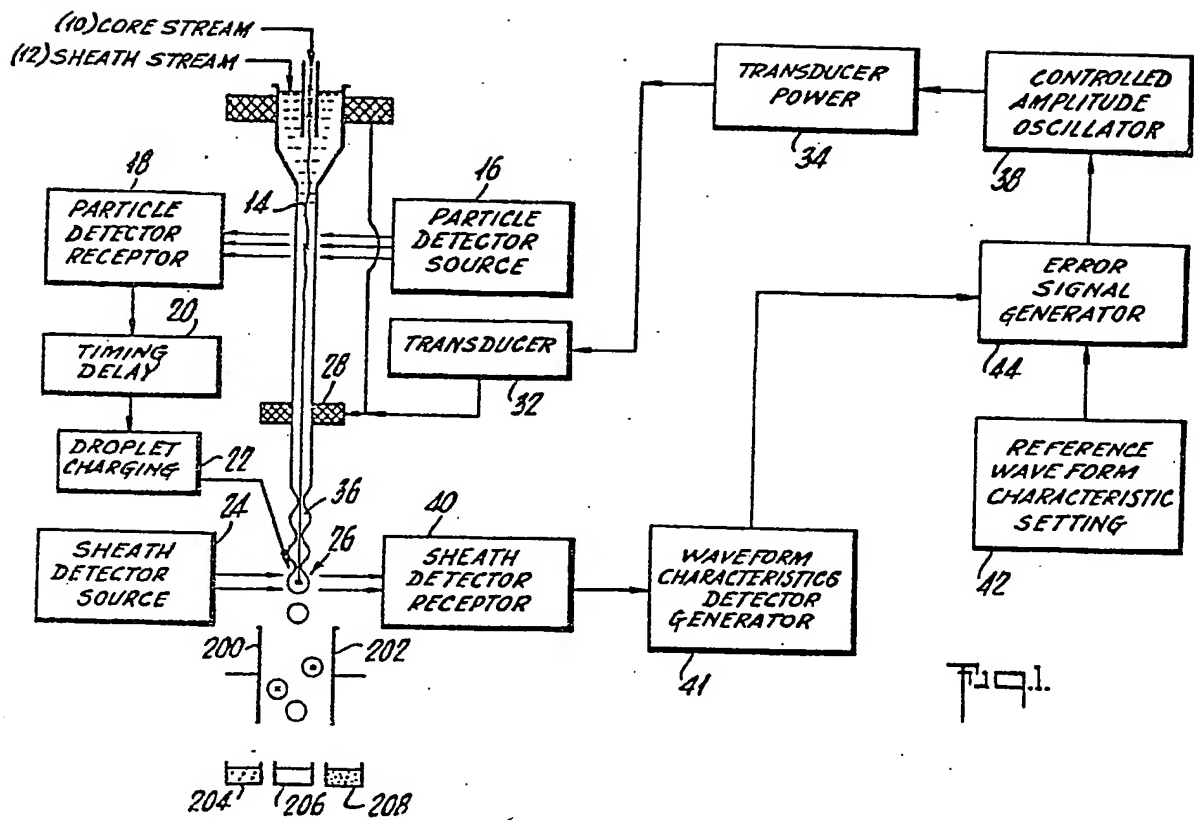 (10) CORE STREAM
(12) SHEATH STREAM
TRANSDUCER
POWER
34
CONTROLLED
AMPLITUDE
OSCILLATOR
38
18
PARTICLE
DETECTOR
RECEPTOR
14
16
PARTICLE
DETECTOR
SOURCE
ERROR
SIGNAL
GENERATOR
44
20
TIMING
DELAY
TRANSDUCER
32
28
DROPLET
CHARGING
22
REFERENCE
WAVE FORM
CHARACTERISTIC
SETTING
42
24
SHEATH
DETECTOR
SOURCE
36
26
40
SHEATH
DETECTOR
RECEPTOR
WAVEFORM
CHARACTERISTICS
DETECTOR
GENERATOR
41
200
202
Fig.1.
204
206
208